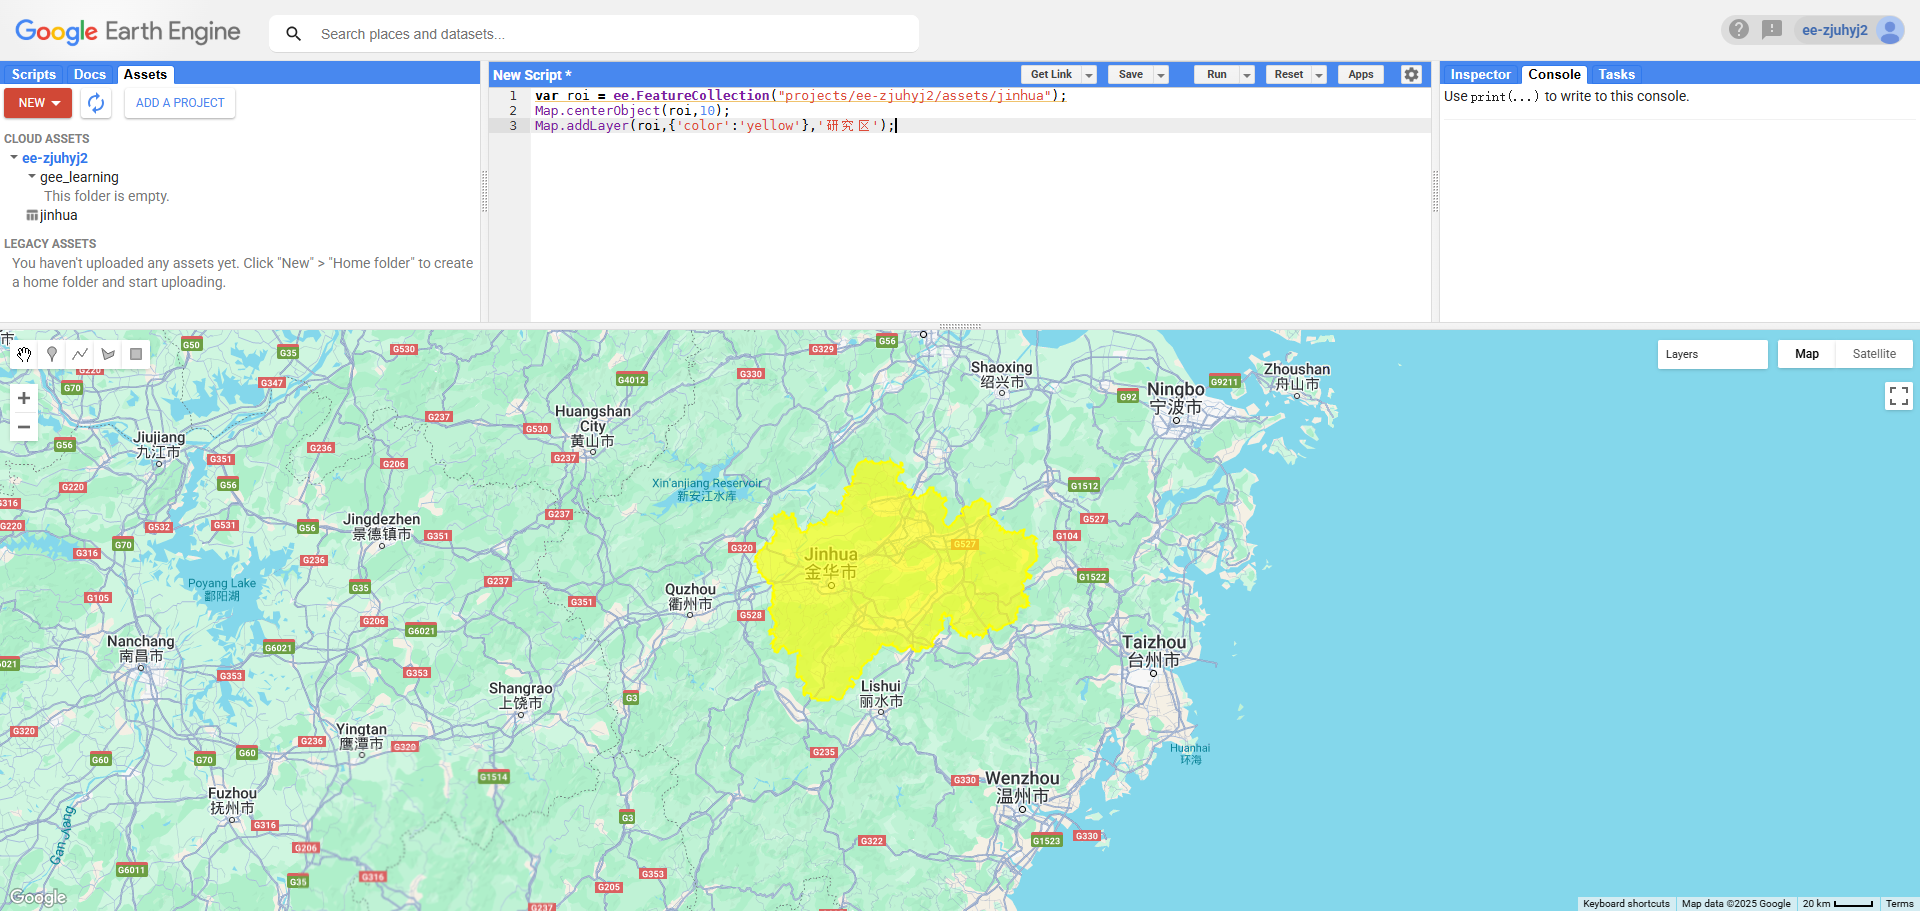 Google Earth Engine
Search places and datasets...
ee-zjuhyj2
Scripts Docs Assets
NEW
ADD A PROJECT
CLOUD ASSETS
ee-zjuhyj2
gee_learning
This folder is empty.
jinhua
LEGACY ASSETS
You haven't uploaded any assets yet. Click "New" > "Home folder" to create
a home folder and start uploading.
New Script *
Get Link Save Run Reset Apps
1 var roi = ee.FeatureCollection("projects/ee-zjuhyj2/assets/jinhua");
2 Map.centerObject(roi,10);
3 Map.addLayer(roi,{'color':'yellow'},'研究区');
Inspector Console Tasks
Use print(...) to write to this console.
Layers
Map Satellite
市
G50
G35
G530
G329
G56
G220
G70
G347
G4012
G330
Shaoxing
绍兴市
Zhoushan
舟山市
G9211
G92
Ningbo
宁波市
Huangshan
City
黄山市
G237
G530
G237
G56
Jiujiang
九江市
G236
G351
G206
G56
G220
G316
G220
G532
G531
G56
Jingdezhen
景德镇市
G351
G237
Xin'anjiang Reservoir
新安江水库
G1512
G527
G104
G527
G316
G70
G236
G320
Jinhua
金华市
G1522
Poyang Lake
鄱阳湖
G35
G237
G105
G351
Quzhou
衢州市
G528
G206
G6021
Nanchang
南昌市
G6021
6021
G353
G353
Taizhou
台州市
Shangrao
上饶市
G3
Lishui
丽水市
G320
Yingtan
鹰潭市
G236
G320
G60
G70
G60
G235
Huanhai
环海
G1514
G330
Wenzhou
温州市
Fuzhou
抚州市
G316
G3
Gan Jiang
G206
G322
G1523
G330
G6011
G35
G316
G353
G205
G237
G319
Google
Keyboard shortcuts Map data ©2025 Google 20 km Terms